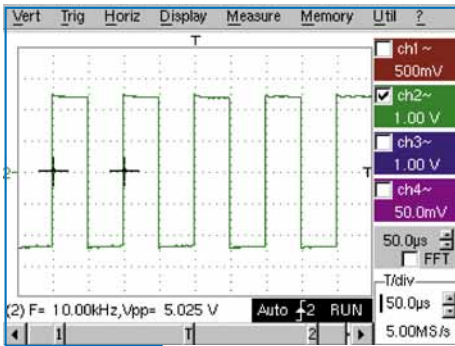 Vert Trig Horiz Display Measure Memory Util ?
T
ch1 ~
500mV
ch2~
1.00 V
ch3~
1.00 V
ch4~
50.0mV
2
T
50.0µs
FFT
T/div
50.0µs
5.00MS/s
(2) F= 10.00kHz,Vpp= 5.025 V
Auto 2 RUN
1 T 2